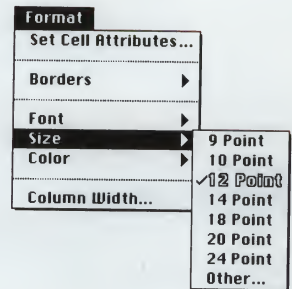 Format
Set Cell Attributes...
Borders
Font
Size
Color
Column Width...
9 Point
10 Point
✓12 Point
14 Point
18 Point
20 Point
24 Point
Other...